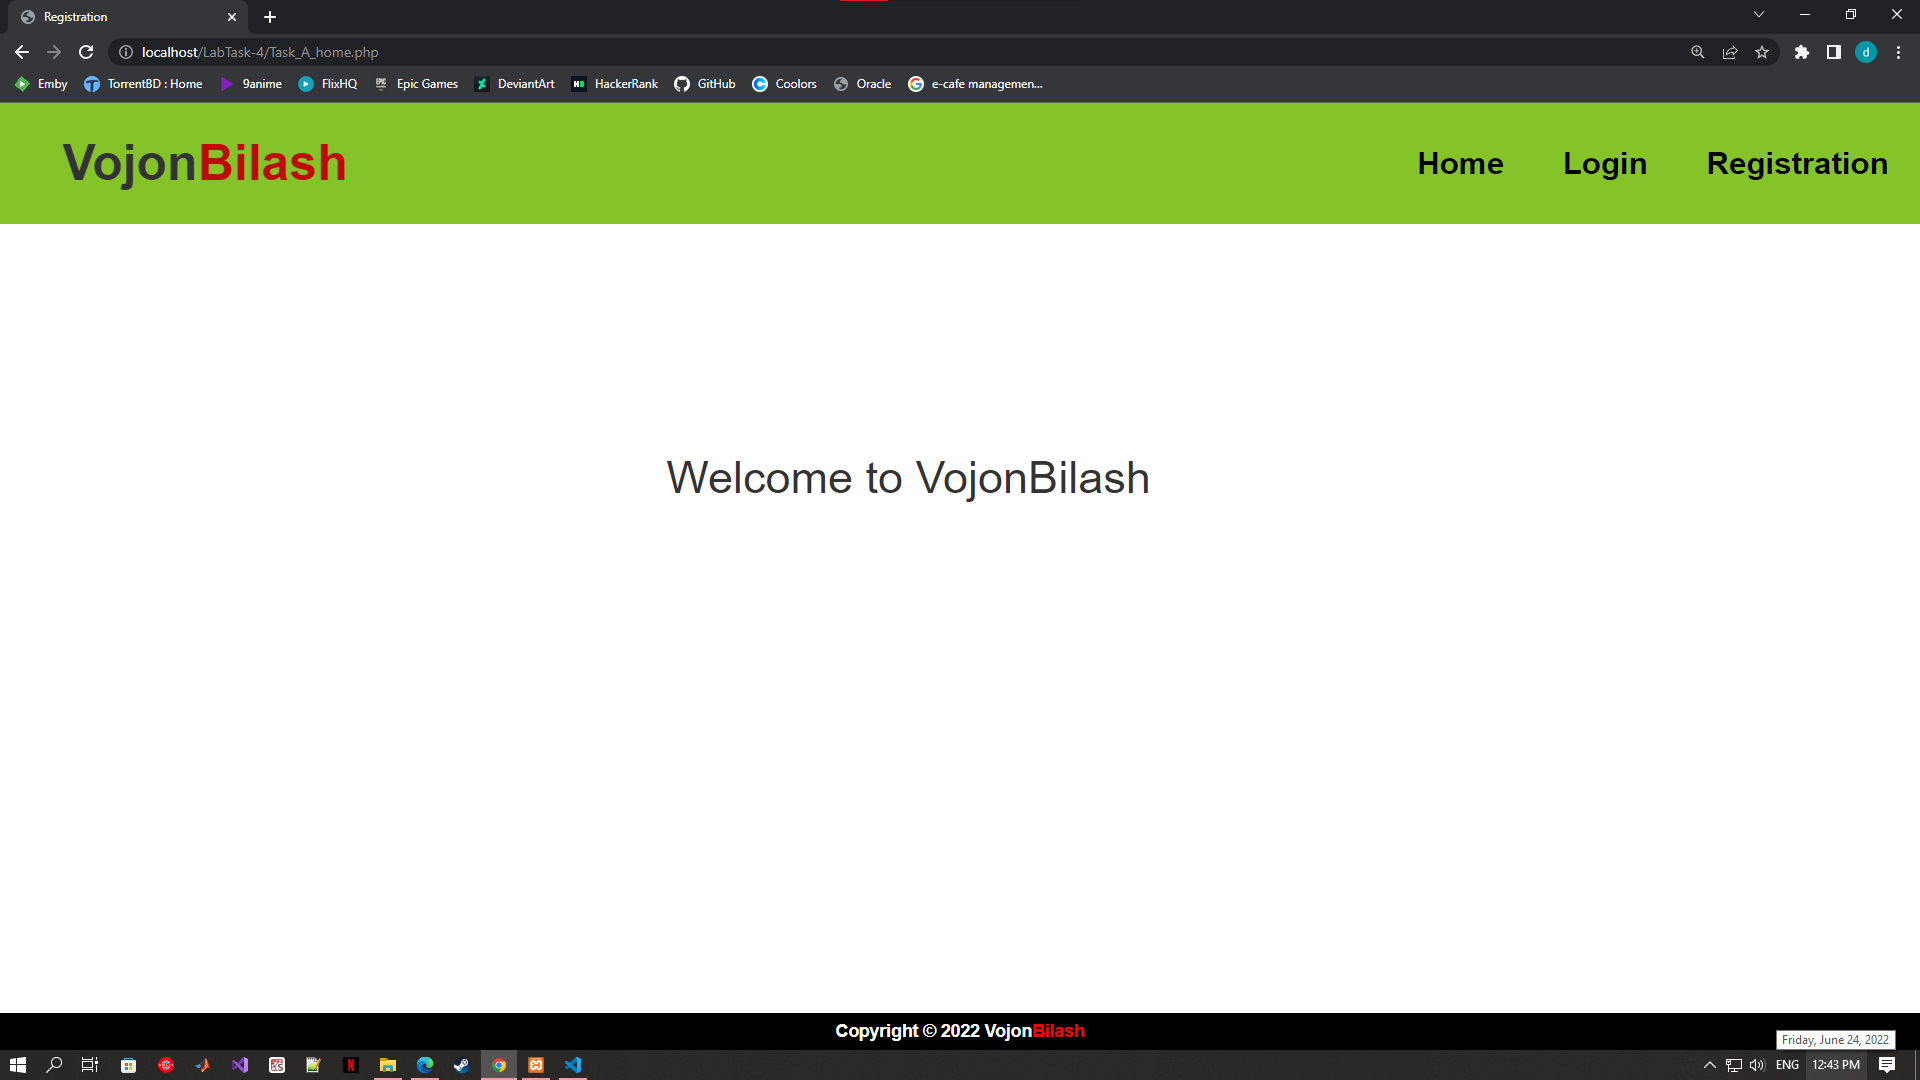 Registration
localhost/LabTask-4/Task_A_home.php
d
Emby TorrentBD : Home 9anime FlixHQ Epic Games DeviantArt HackerRank GitHub Coolors Oracle e-cafe managemen...
VojonBilash Home Login Registration
Welcome to VojonBilash
Copyright © 2022 VojonBilash
Friday, June 24, 2022
ENG 12:43 PM